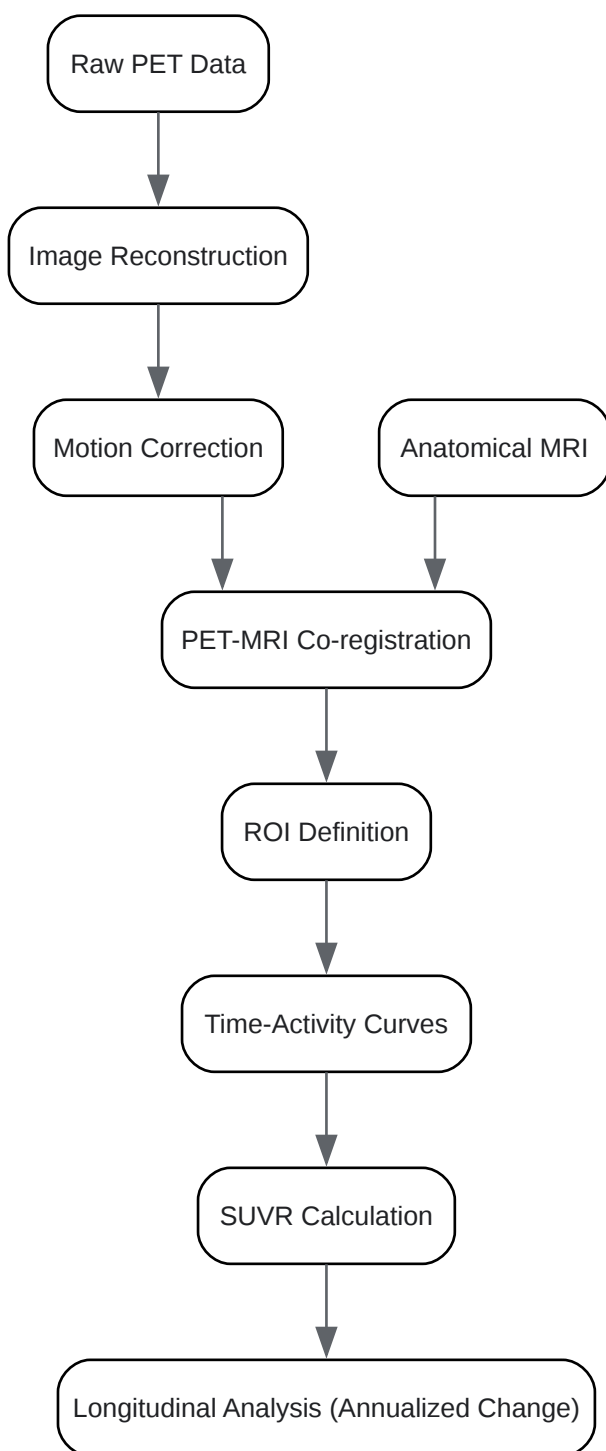 Raw PET Data
Image Reconstruction
Motion Correction
Anatomical MRI
PET-MRI Co-registration
ROI Definition
Time-Activity Curves
SUVR Calculation
Longitudinal Analysis (Annualized Change)